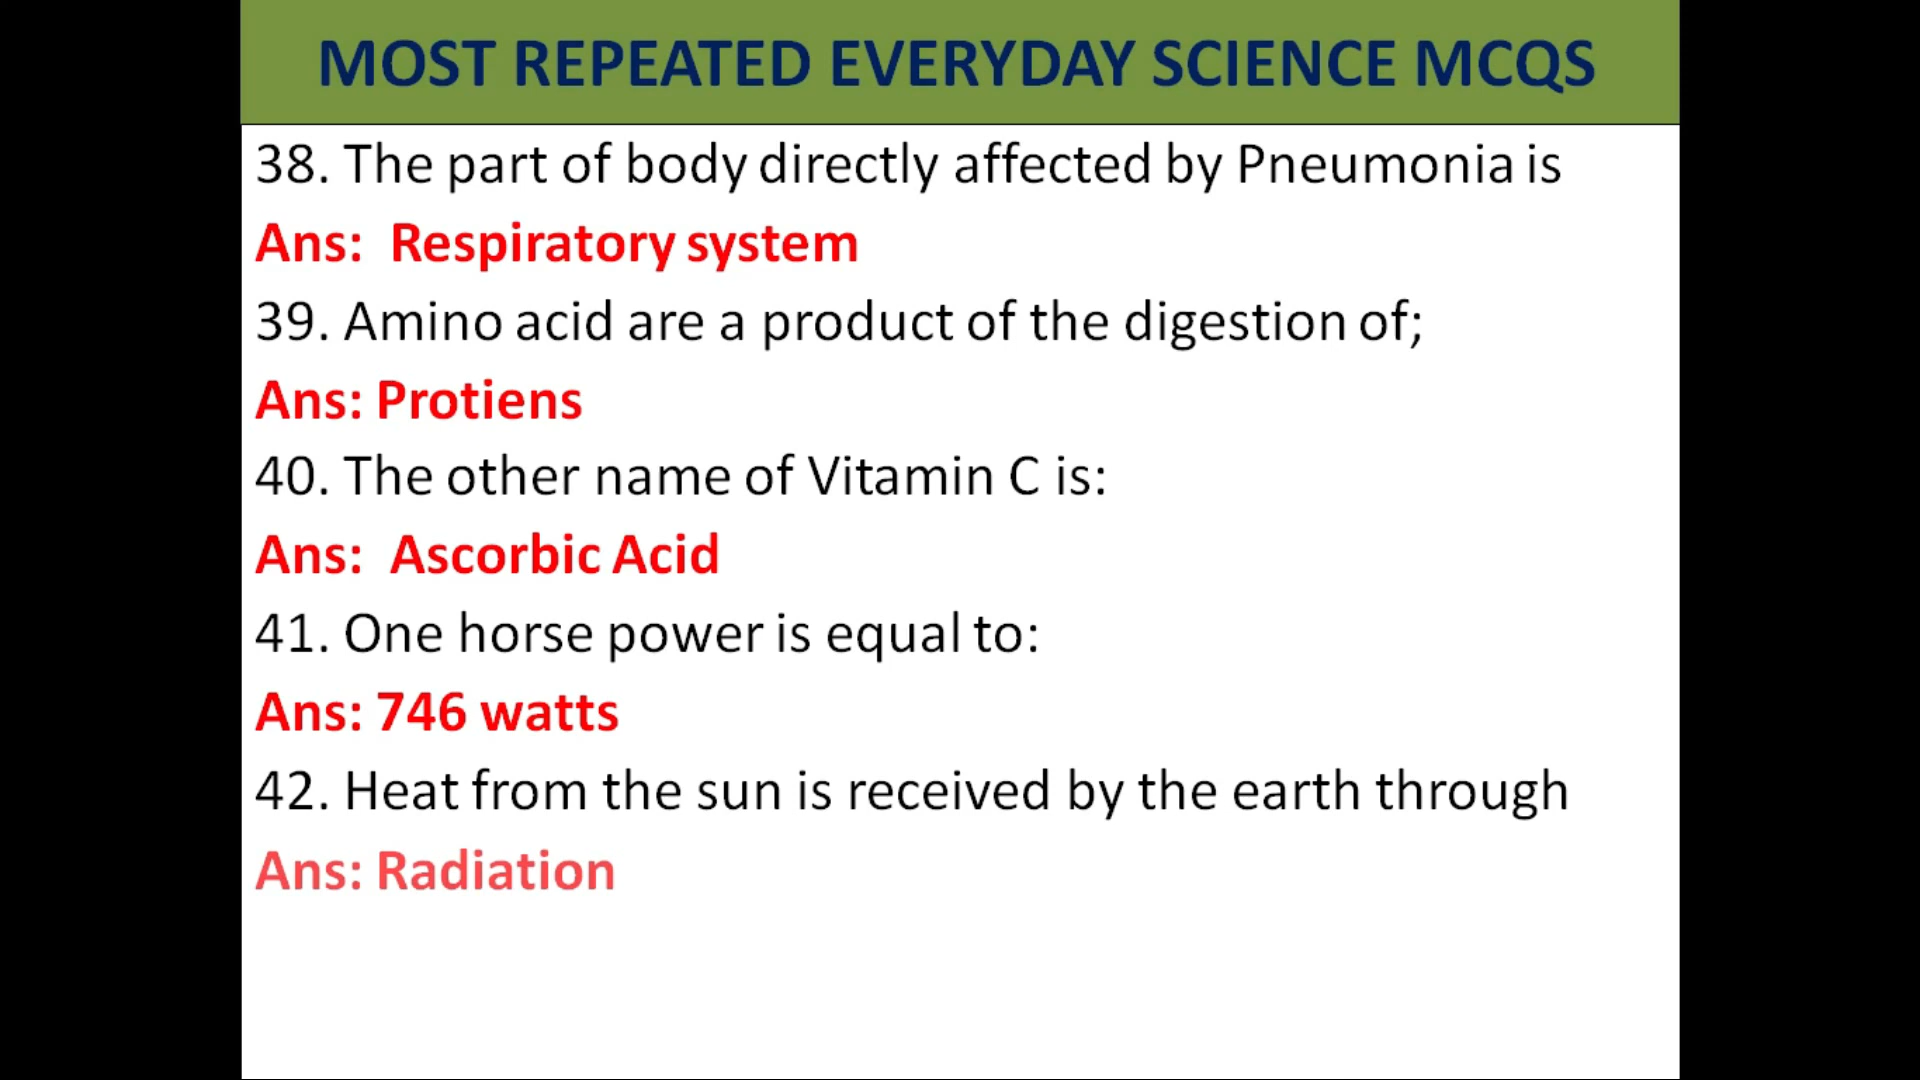 MOST REPEATED EVERYDAY SCIENCE MCQS
38. The part of body directly affected by Pneumonia is
Ans: Respiratory system
39. Amino acid are a product of the digestion of;
Ans: Protiens
40. The other name of Vitamin C is:
Ans: Ascorbic Acid
41. One horse power is equal to:
Ans: 746 watts
42. Heat from the sun is received by the earth through
Ans: Radiation